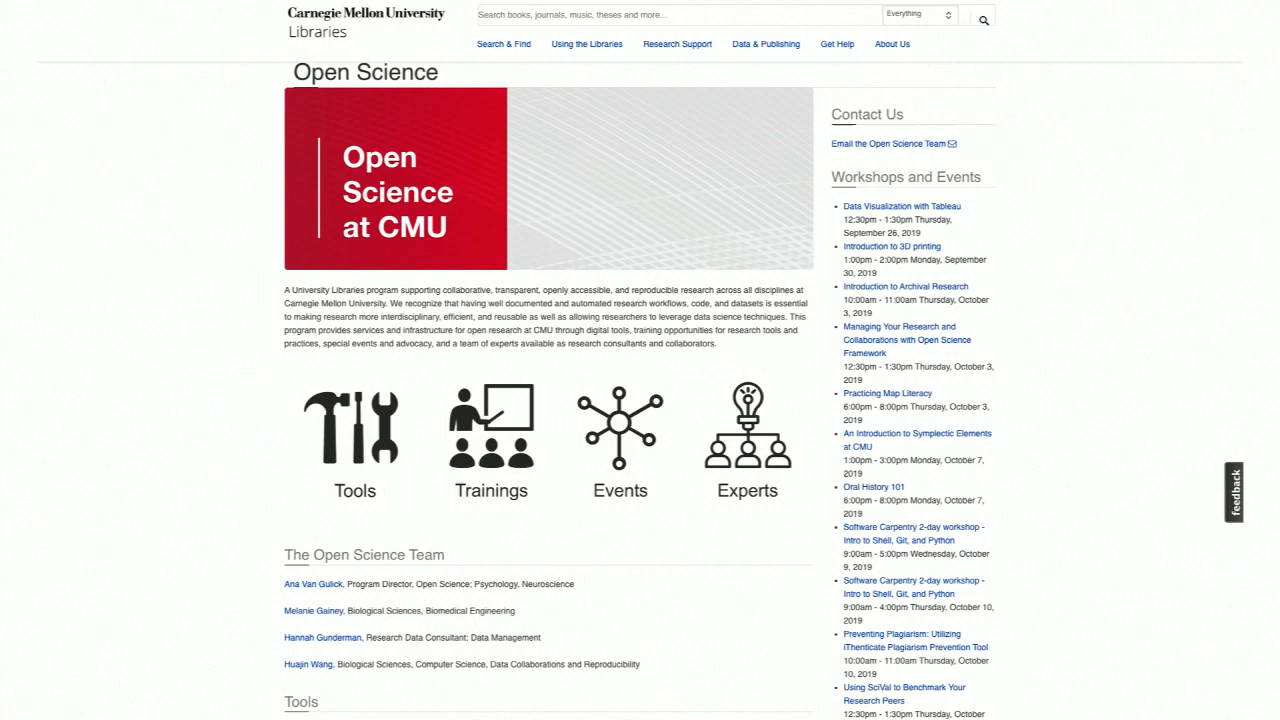 Carnegie Mellon University
Libraries
Search books, journals, music, theses and more...
Everything
Search & Find
Using the Libraries
Research Support
Data & Publishing
Get Help
About Us
Open Science
Open
Science
at CMU
A University Libraries program supporting collaborative, transparent, openly accessible, and reproducible research across all disciplines at
Carnegie Mellon University. We recognize that having well documented and automated research workflows, code, and datasets is essential
to making research more interdisciplinary, efficient, and reusable as well as allowing researchers to leverage data science techniques. This
program provides services and infrastructure for open research at CMU through digital tools, training opportunities for research tools and
practices, special events and advocacy, and a team of experts available as research consultants and collaborators.
Tools
Trainings
Events
Experts
The Open Science Team
Ana Van Gulick, Program Director, Open Science; Psychology, Neuroscience
Melanie Gainey, Biological Sciences, Biomedical Engineering
Hannah Gunderman, Research Data Consultant; Data Management
Huajin Wang, Biological Sciences, Computer Science, Data Collaborations and Reproducibility
Tools
Contact Us
Email the Open Science Team
Workshops and Events
Data Visualization with Tableau
12:30pm - 1:30pm Thursday,
September 26, 2019
Introduction to 3D printing
1:00pm - 2:00pm Monday, September
30, 2019
Introduction to Archival Research
10:00am - 11:00am Thursday, October
3, 2019
Managing Your Research and
Collaborations with Open Science
Framework
12:30pm - 1:30pm Thursday, October 3,
2019
Practicing Map Literacy
6:00pm - 8:00pm Thursday, October 3,
2019
An Introduction to Symplectic Elements
at CMU
1:00pm - 3:00pm Monday, October 7,
2019
Oral History 101
6:00pm - 8:00pm Monday, October 7,
2019
Software Carpentry 2-day workshop -
Intro to Shell, Git, and Python
9:00am - 5:00pm Wednesday, October
9, 2019
Software Carpentry 2-day workshop -
Intro to Shell, Git, and Python
9:00am - 4:00pm Thursday, October 10,
2019
Preventing Plagiarism: Utilizing
iThenticate Plagiarism Prevention Tool
10:00am - 11:00am Thursday, October
10, 2019
Using SciVal to Benchmark Your
Research Peers
12:30pm - 1:30pm Thursday, October
feedback